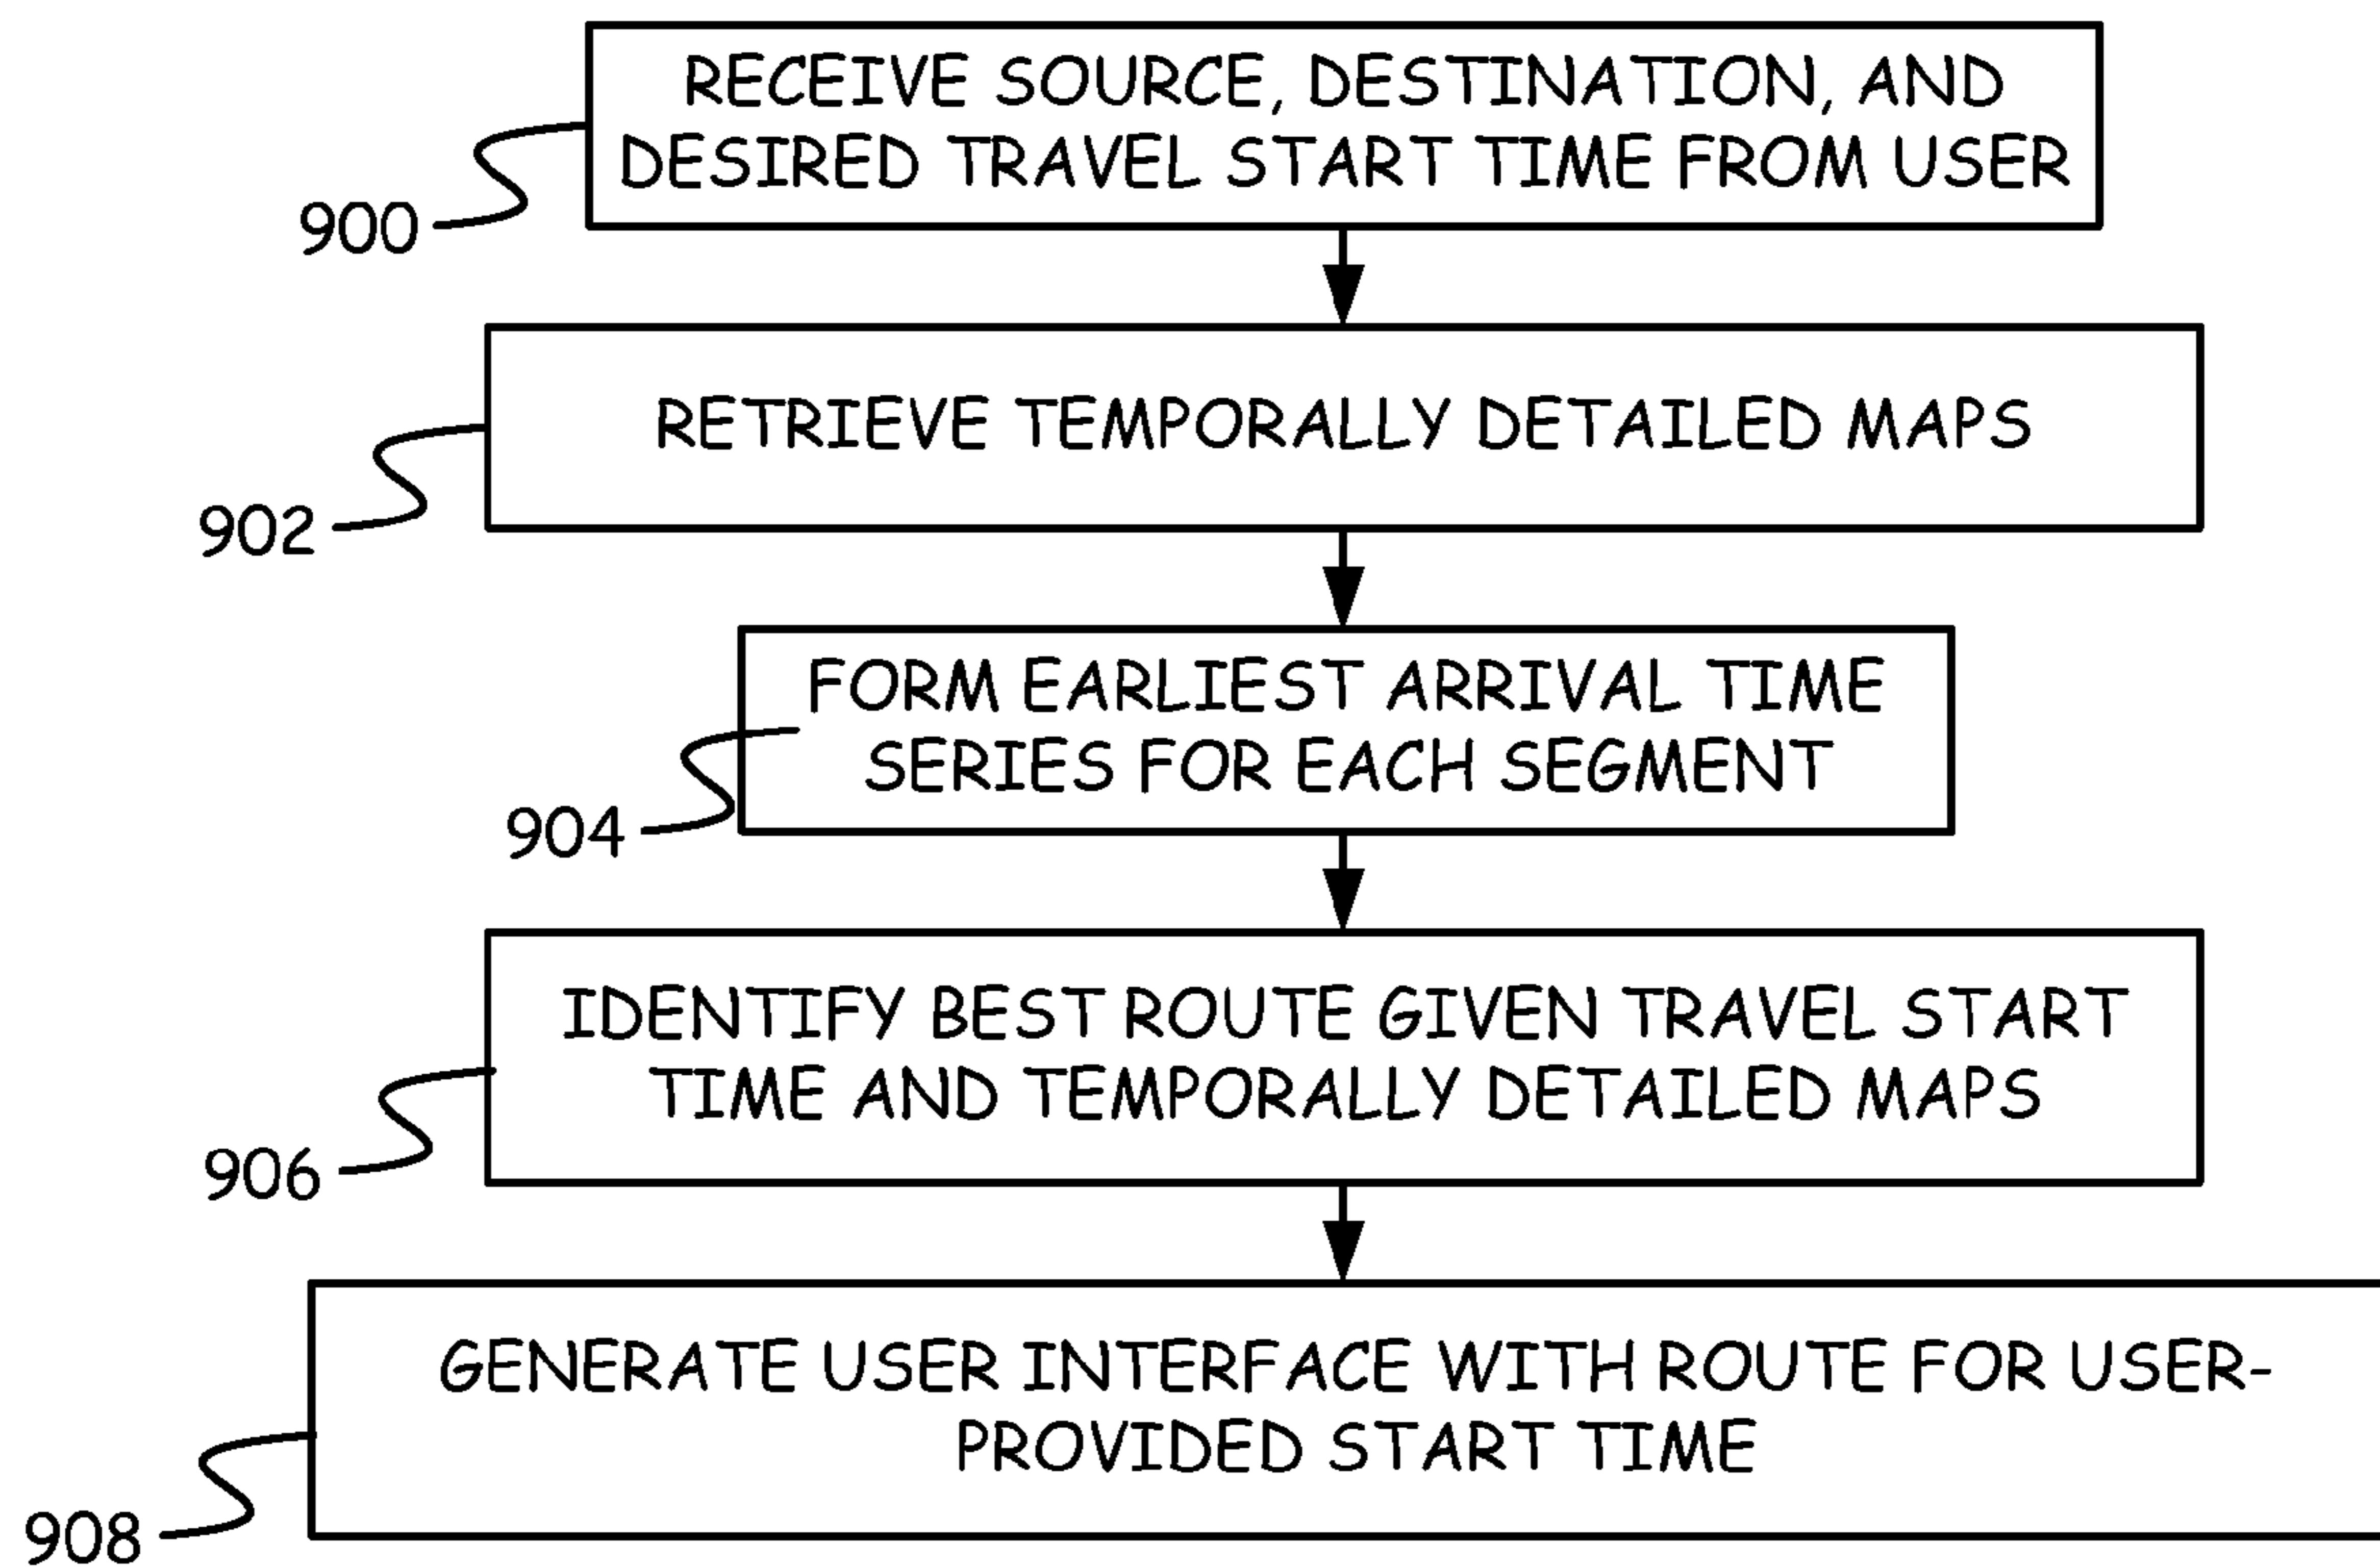 RECEIVE SOURCE, DESTINATION, AND
DESIRED TRAVEL START TIME FROM USER
900
RETRIEVE TEMPORALLY DETAILED MAPS
902
FORM EARLIEST ARRIVAL TIME
SERIES FOR EACH SEGMENT
904
IDENTIFY BEST ROUTE GIVEN TRAVEL START
TIME AND TEMPORALLY DETAILED MAPS
906
GENERATE USER INTERFACE WITH ROUTE FOR USER-
PROVIDED START TIME
908